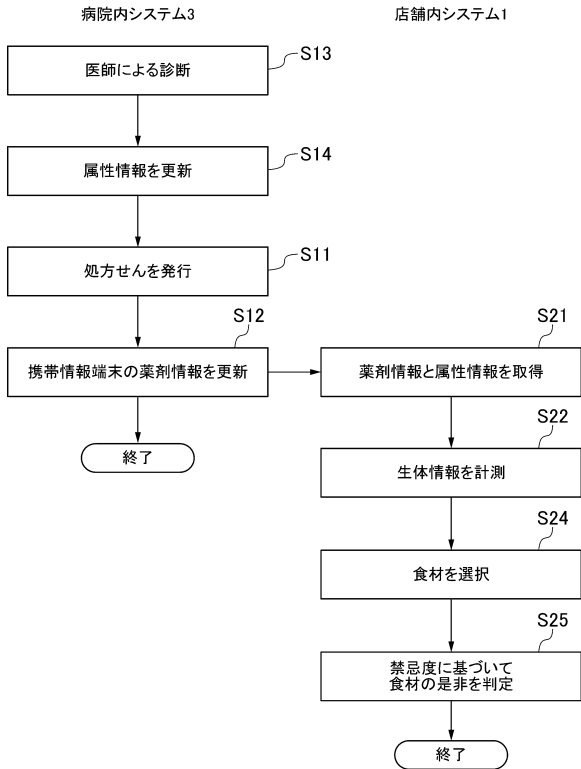 病院内システム3
店舗内システム1
S13
医師による診断
S14
属性情報を更新
S11
処方せんを発行
S12
携帯情報端末の薬剤情報を更新
終了
S21
薬剤情報と属性情報を取得
S22
生体情報を計測
S24
食材を選択
S25
禁忌度に基づいて
食材の是非を判定
終了